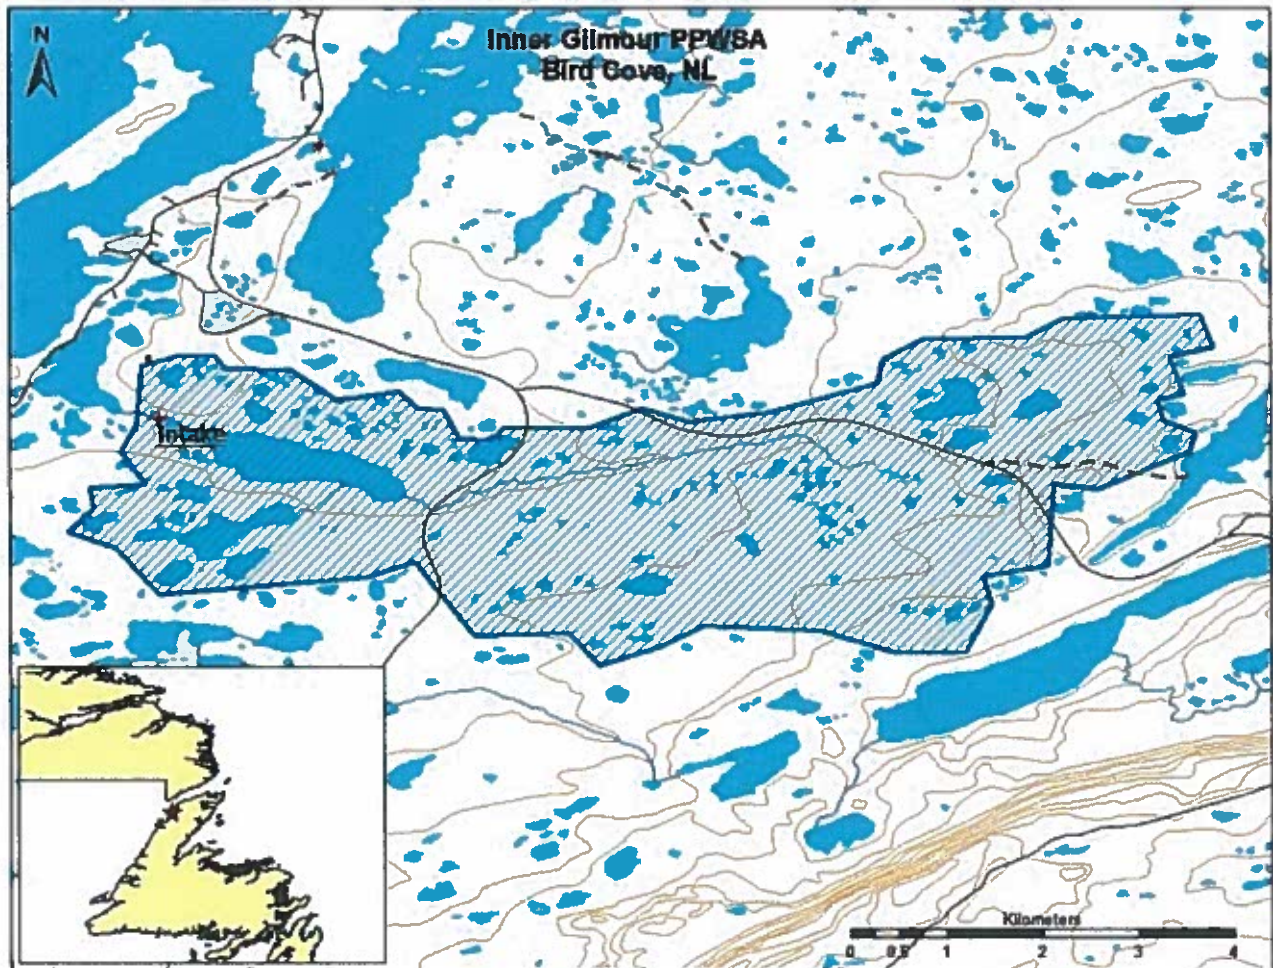 N
Inner Gilmour PPWSA
Bird Cove, NL
Intake
Kilometers
0 0.5 1 2 3 4